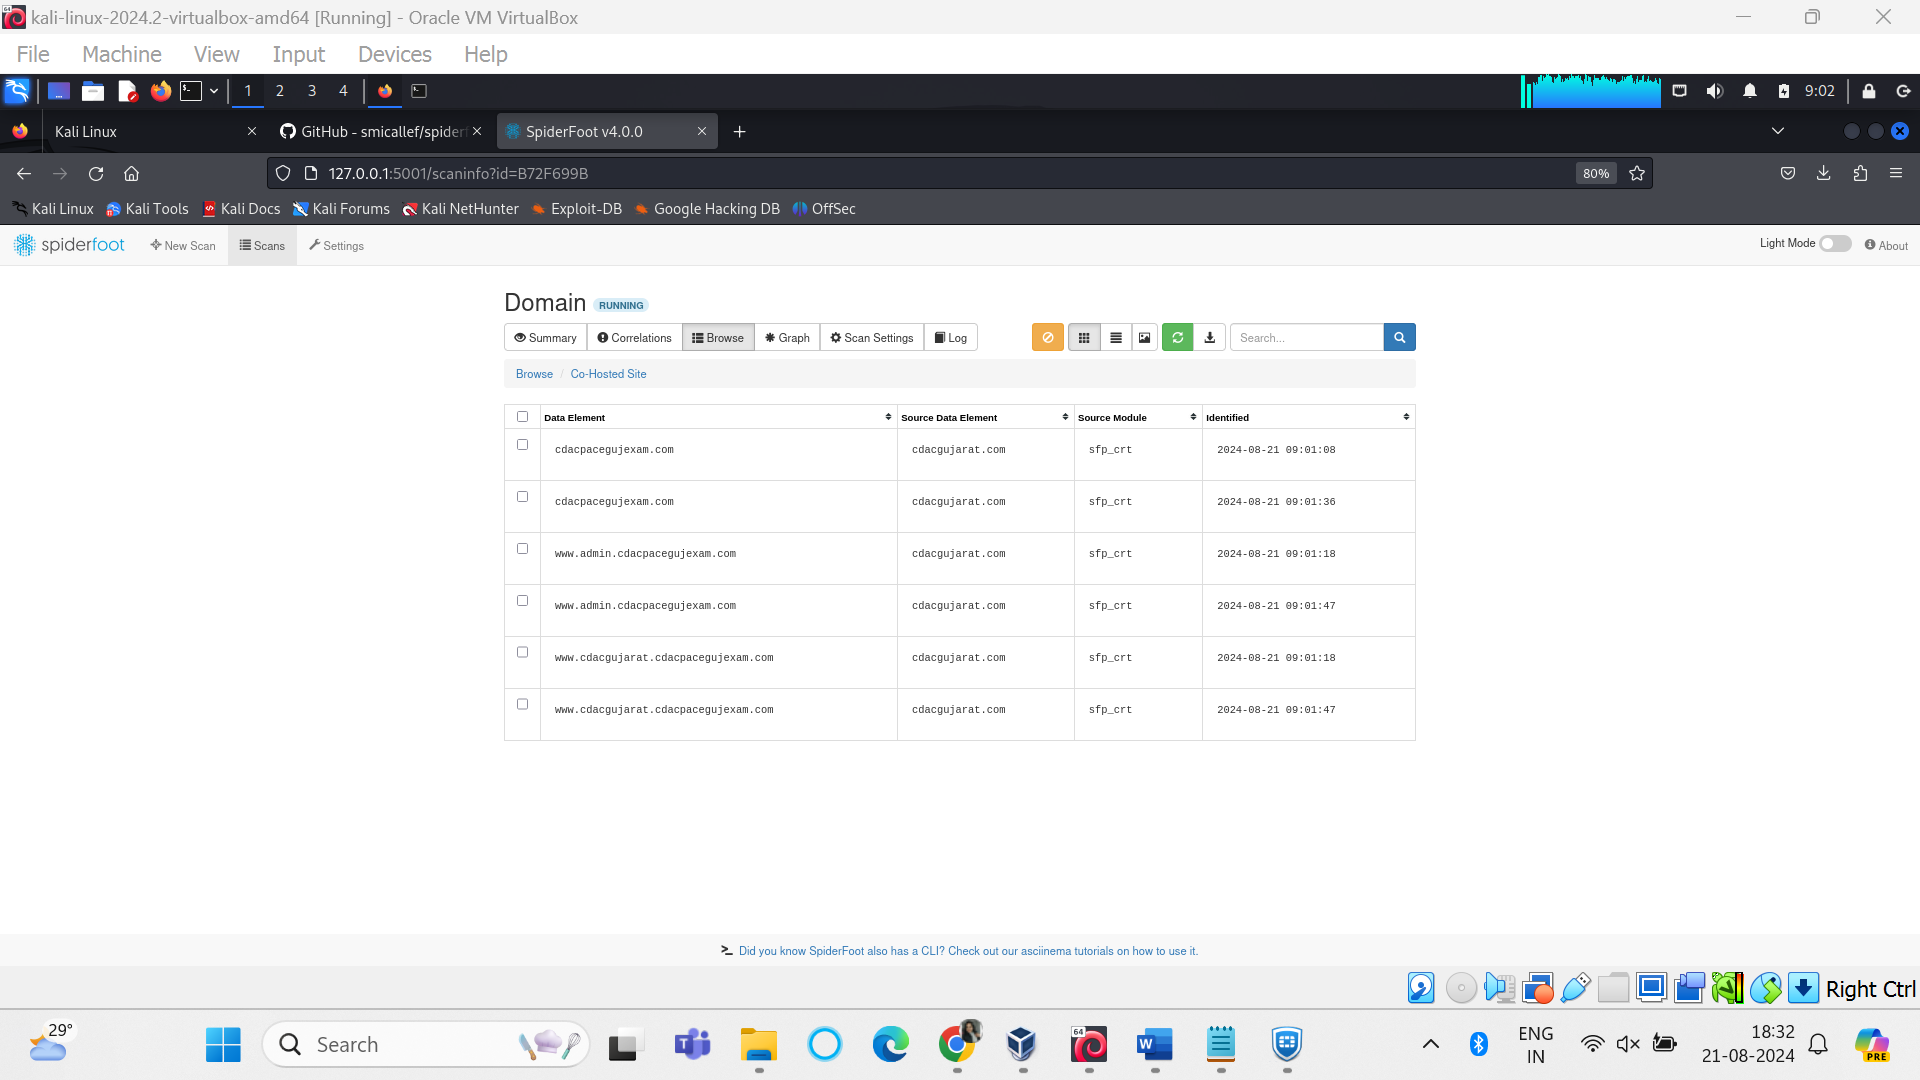 kali-linux-2024.2-virtualbox-amd64 [Running] - Oracle VM VirtualBox
File Machine View Input Devices Help
1 2 3 4 9:02
Kali Linux GitHub - smicallef/spiderf SpiderFoot v4.0.0
127.0.0.1:5001/scaninfo?id=B72F699B 80%
Kali Linux Kali Tools Kali Docs Kali Forums Kali NetHunter Exploit-DB Google Hacking DB OffSec
spiderfoot New Scan Scans Settings Light Mode About
Domain RUNNING
Summary Correlations Browse Graph Scan Settings Log Search...
Browse / Co-Hosted Site
Data Element Source Data Element Source Module Identified
cdacpacegujexam.com cdacgujarat.com sfp_crt 2024-08-21 09:01:08
cdacpacegujexam.com cdacgujarat.com sfp_crt 2024-08-21 09:01:36
www.admin.cdacpacegujexam.com cdacgujarat.com sfp_crt 2024-08-21 09:01:18
www.admin.cdacpacegujexam.com cdacgujarat.com sfp_crt 2024-08-21 09:01:47
www.cdacgujarat.cdacpacegujexam.com cdacgujarat.com sfp_crt 2024-08-21 09:01:18
www.cdacgujarat.cdacpacegujexam.com cdacgujarat.com sfp_crt 2024-08-21 09:01:47
Did you know SpiderFoot also has a CLI? Check out our asciinema tutorials on how to use it.
Right Ctrl
29° Search 64 ENG IN 18:32
21-08-2024 PRE